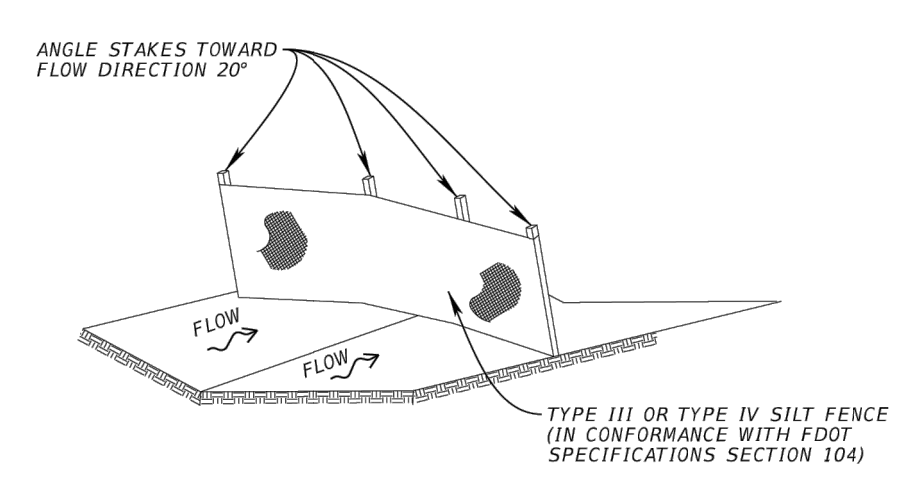 ANGLE STAKES TOWARD
FLOW DIRECTION 20°
FLOW
FLOW
TYPE III OR TYPE IV SILT FENCE
(IN CONFORMANCE WITH FDOT
SPECIFICATIONS SECTION 104)